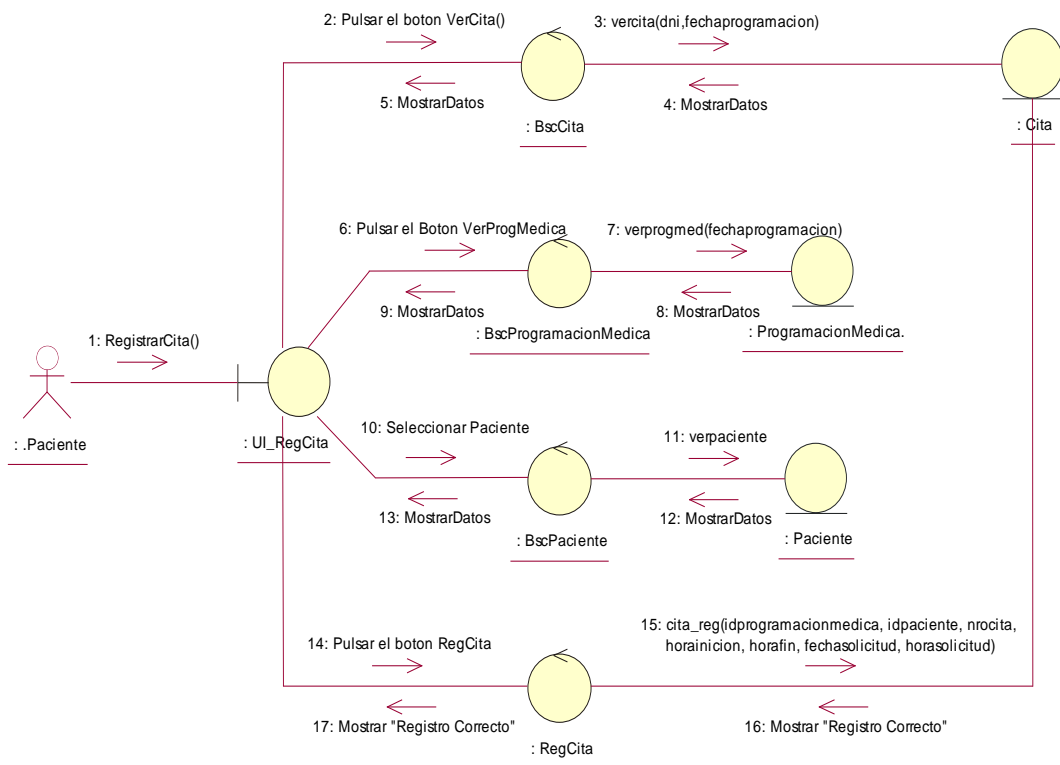 2: Pulsar el boton VerCita()
3: vercita(dni,fechaprogramacion)
5: MostrarDatos
4: MostrarDatos
: BscCita
: Cita
6: Pulsar el Boton VerProgMedica
7: verprogmed(fechaprogramacion)
9: MostrarDatos
8: MostrarDatos
: BscProgramacionMedica
: ProgramacionMedica.
1: RegistrarCita()
: .Paciente
: UI_RegCita
10: Seleccionar Paciente
11: verpaciente
13: MostrarDatos
12: MostrarDatos
: BscPaciente
: Paciente
14: Pulsar el boton RegCita
15: cita_reg(idprogramacionmedica, idpaciente, nrocita,
horainicion, horafin, fechasolicitud, horasolicitud)
17: Mostrar "Registro Correcto"
16: Mostrar "Registro Correcto"
: RegCita